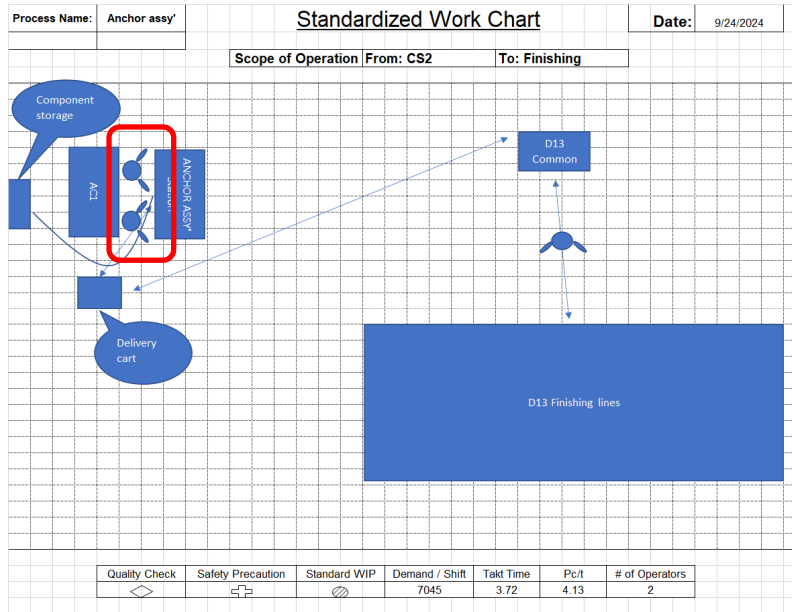 Process Name:
Anchor assy'
Standardized Work Chart
Date:
9/24/2024
Scope of Operation
From: CS2
To: Finishing
Component
storage
AC1
ANCHOR ASSY'
D13
Common
Delivery
cart
D13 Finishing lines
Quality Check
Safety Precaution
Standard WIP
Demand / Shift
Takt Time
Pc/t
# of Operators
7045
3.72
4.13
2